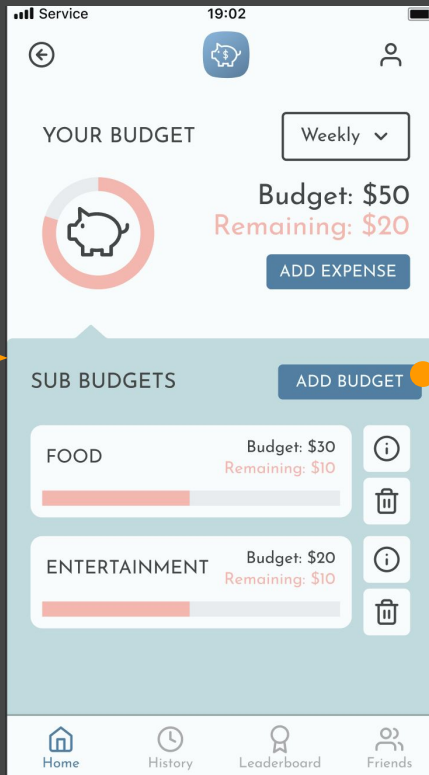 Service 19:02
$
YOUR BUDGET Weekly
Budget: $50
Remaining: $20
ADD EXPENSE
SUB BUDGETS ADD BUDGET
FOOD Budget: $30
Remaining: $10
ENTERTAINMENT Budget: $20
Remaining: $10
Home History Leaderboard Friends